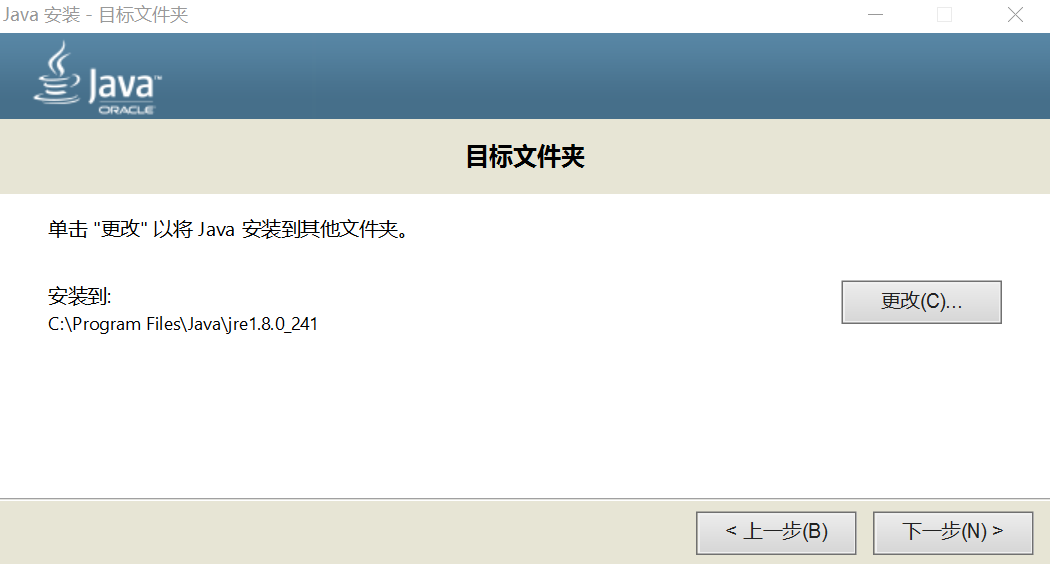 Java 安装 - 目标文件夹
Java™
ORACLE
目标文件夹
单击 "更改" 以将 Java 安装到其他文件夹。
安装到:
更改(C)...
C:\Program Files\Java\jre1.8.0_241
< 上一步(B)
下一步(N) >